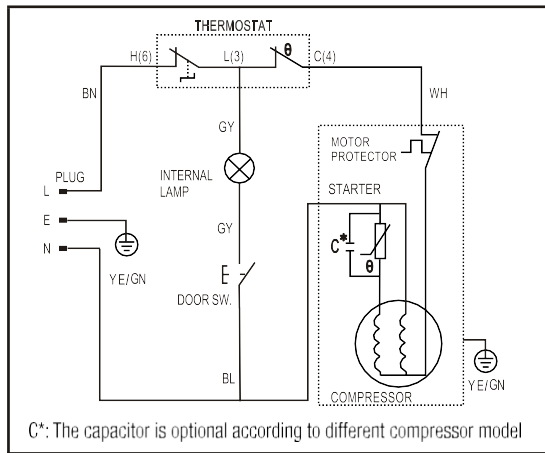 THERMOSTAT
H(6) L(3) θ C(4)
BN
WH
GY
MOTOR
PROTECTOR
PLUG
INTERNAL
LAMP
L
STARTER
E
GY
C*
N
θ
YE/GN
DOOR SW.
BL
YE/GN
COMPRESSOR
C*: The capacitor is optional according to different compressor model